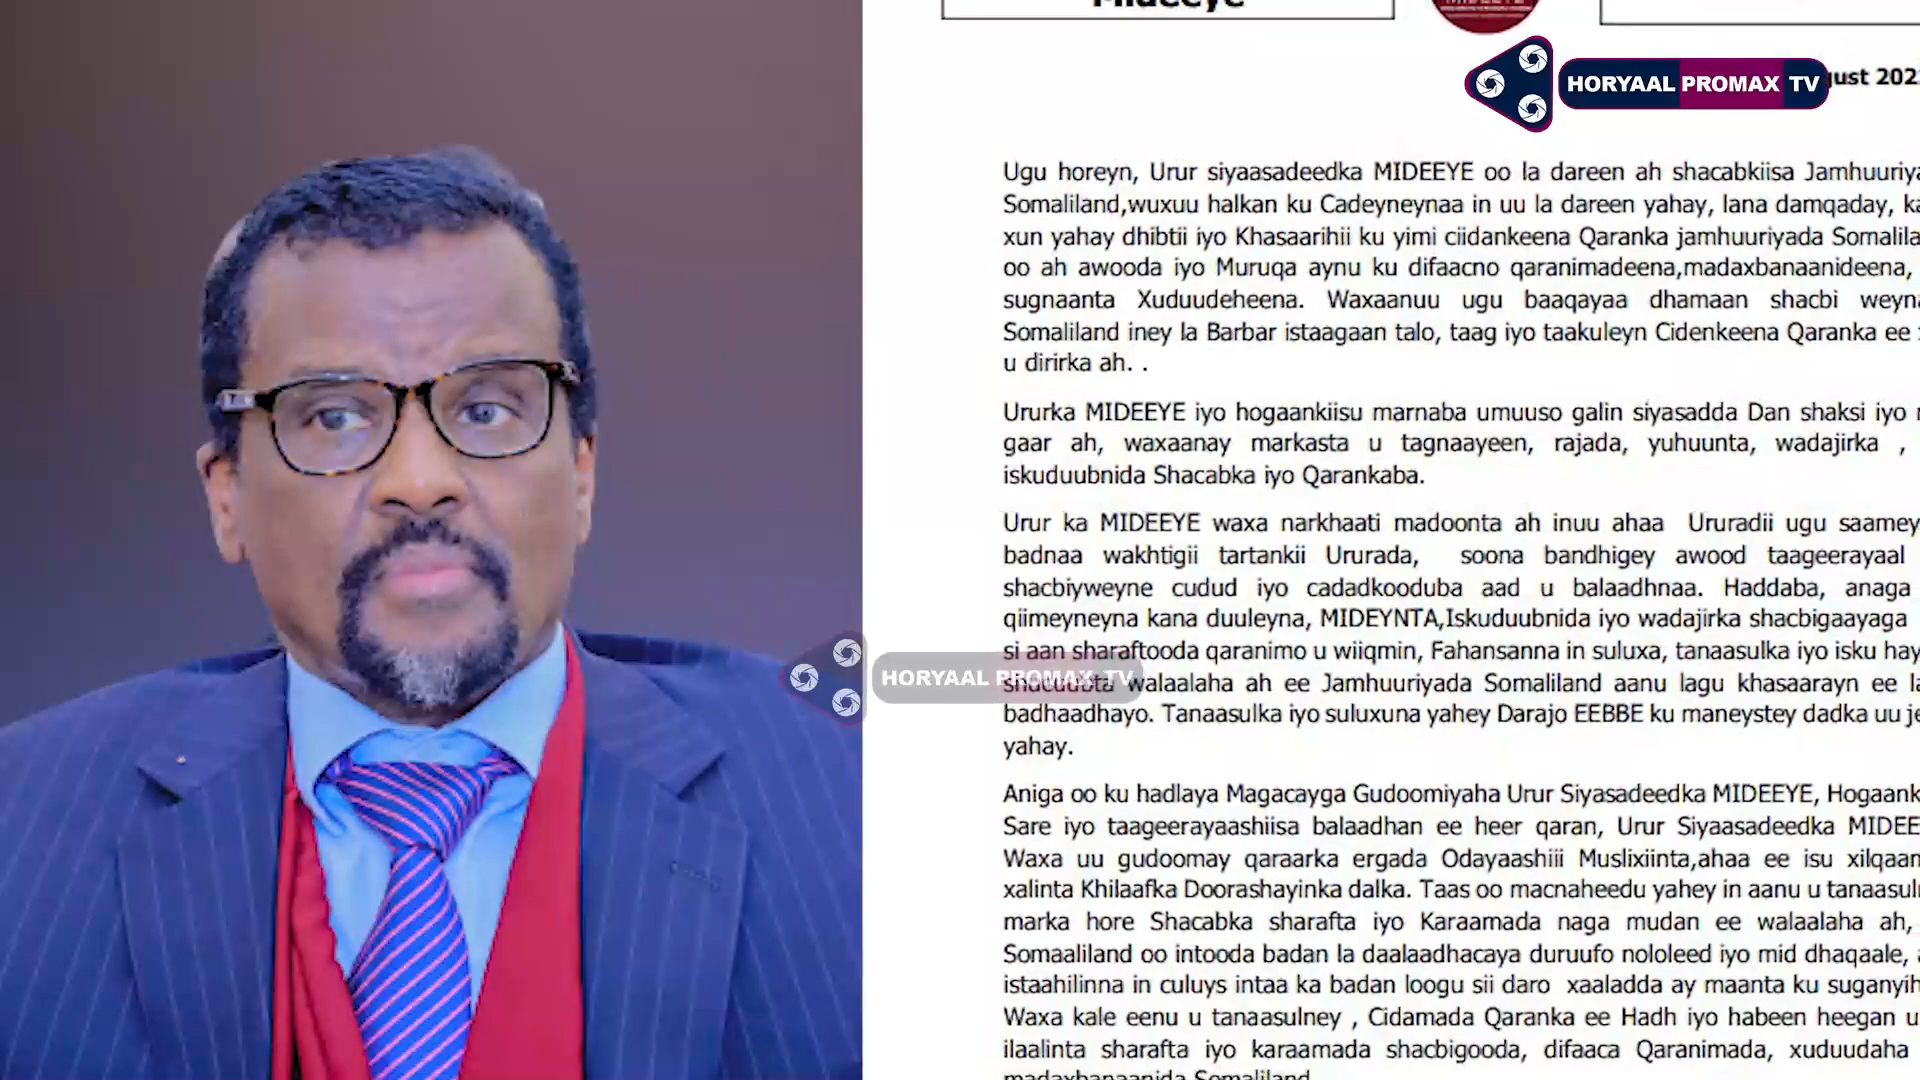 Mideeye
MIDEEYE
HORYAAL PROMAX TV
gust 202
Ugu horeyn, Urur siyaasadeedka MIDEEYE oo la dareen ah shacabkiisa Jamhuuriya
Somaliland,wuxuu halkan ku Cadeyneynaa in uu la dareen yahay, lana damqaday, ka
xun yahay dhibtii iyo Khasaarihii ku yimi ciidankeena Qaranka jamhuuriyada Somalila
oo ah awooda iyo Muruqa aynu ku difaacno qaranimadeena,madaxbanaanideena,
sugnaanta Xuduudeheena. Waxaanuu ugu baaqayaa dhamaan shacbi weyna
Somaliland iney la Barbar istaagaan talo, taag iyo taakuleyn Cidenkeena Qaranka ee
u dirirka ah. .
Ururka MIDEEYE iyo hogaankiisu marnaba umuuso galin siyasadda Dan shaksi iyo
gaar ah, waxaanay markasta u tagnaayeen, rajada, yuhuunta, wadajirka ,
iskuduubnida Shacabka iyo Qarankaba.
Urur ka MIDEEYE waxa narkhaati madoonta ah inuu ahaa Ururadii ugu saamey
badnaa wakhtigii tartankii Ururada, soona bandhigey awood taageerayaal
shacbiyweyne cudud iyo cadadkooduba aad u balaadhnaa. Haddaba, anaga
qiimeyneyna kana duuleyna, MIDEYNTA,Iskuduubnida iyo wadajirka shacbigaayaga
si aan sharaftooda qaranimo u wiiqmin, Fahansanna in suluxa, tanaasulka iyo isku hay
shacuubta walaalaha ah ee Jamhuuriyada Somaliland aanu lagu khasaarayn ee la
HORYAAL PROMAX TV
badhaadhayo. Tanaasulka iyo suluxuna yahey Darajo EEBBE ku maneystey dadka uu je
yahay.
Aniga oo ku hadlaya Magacayga Gudoomiyaha Urur Siyasadeedka MIDEEYE, Hogaank
Sare iyo taageerayaashiisa balaadhan ee heer qaran, Urur Siyaasadeedka MIDEE
Waxa uu gudoomay qaraarka ergada Odayaashiii Muslixiinta,ahaa ee isu xilqaan
xalinta Khilaafka Doorashayinka dalka. Taas oo macnaheedu yahey in aanu u tanaasul
marka hore Shacabka sharafta iyo Karaamada naga mudan ee walaalaha ah,
Somaaliland oo intooda badan la daalaadhacaya duruufo nololeed iyo mid dhaqaale,
istaahilinna in culuys intaa ka badan loogu sii daro xaaladda ay maanta ku suganyih
Waxa kale eenu u tanaasulney , Cidamada Qaranka ee Hadh iyo habeen heegan u
ilaalinta sharafta iyo karaamada shacbigooda, difaaca Qaranimada, xuduudaha
madaxbanaanida Somaliland